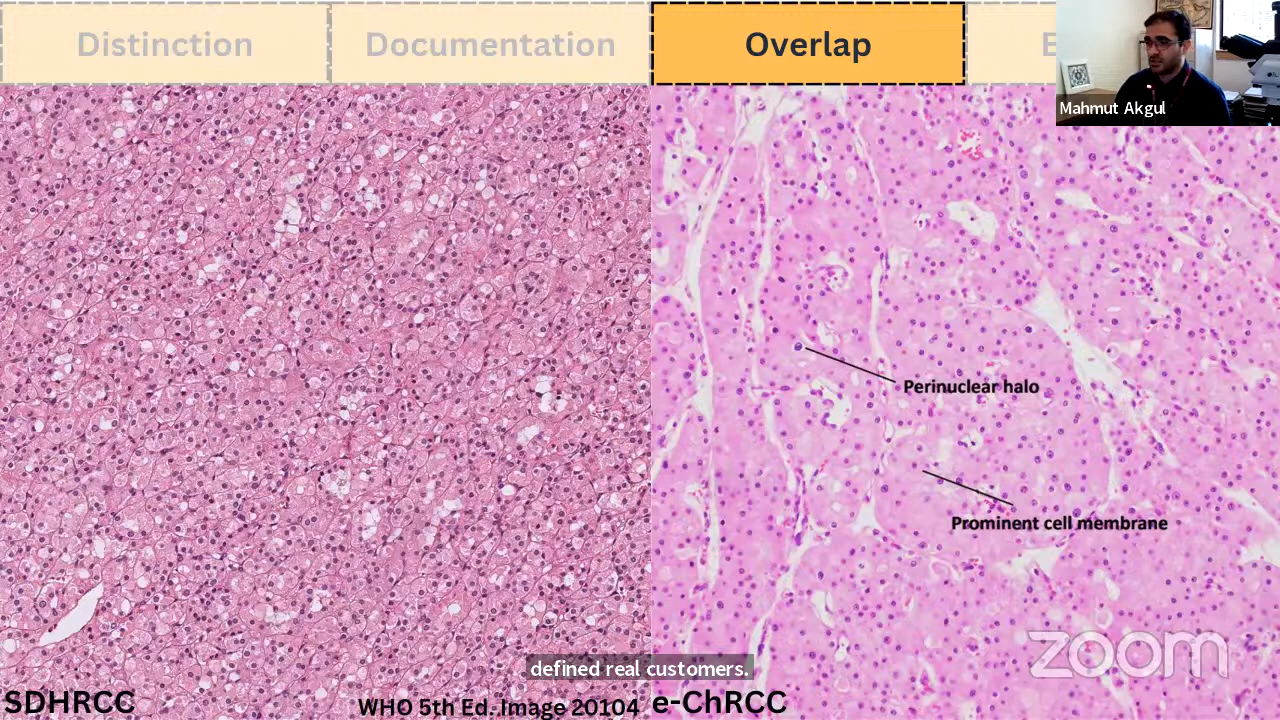 Distinction
Documentation
Overlap
E
Mahmut Akgul
Perinuclear halo
Prominent cell membrane
zoom
defined real customers.
SDHRCC
WHO 5th Ed. Image 20104
e-ChRCC